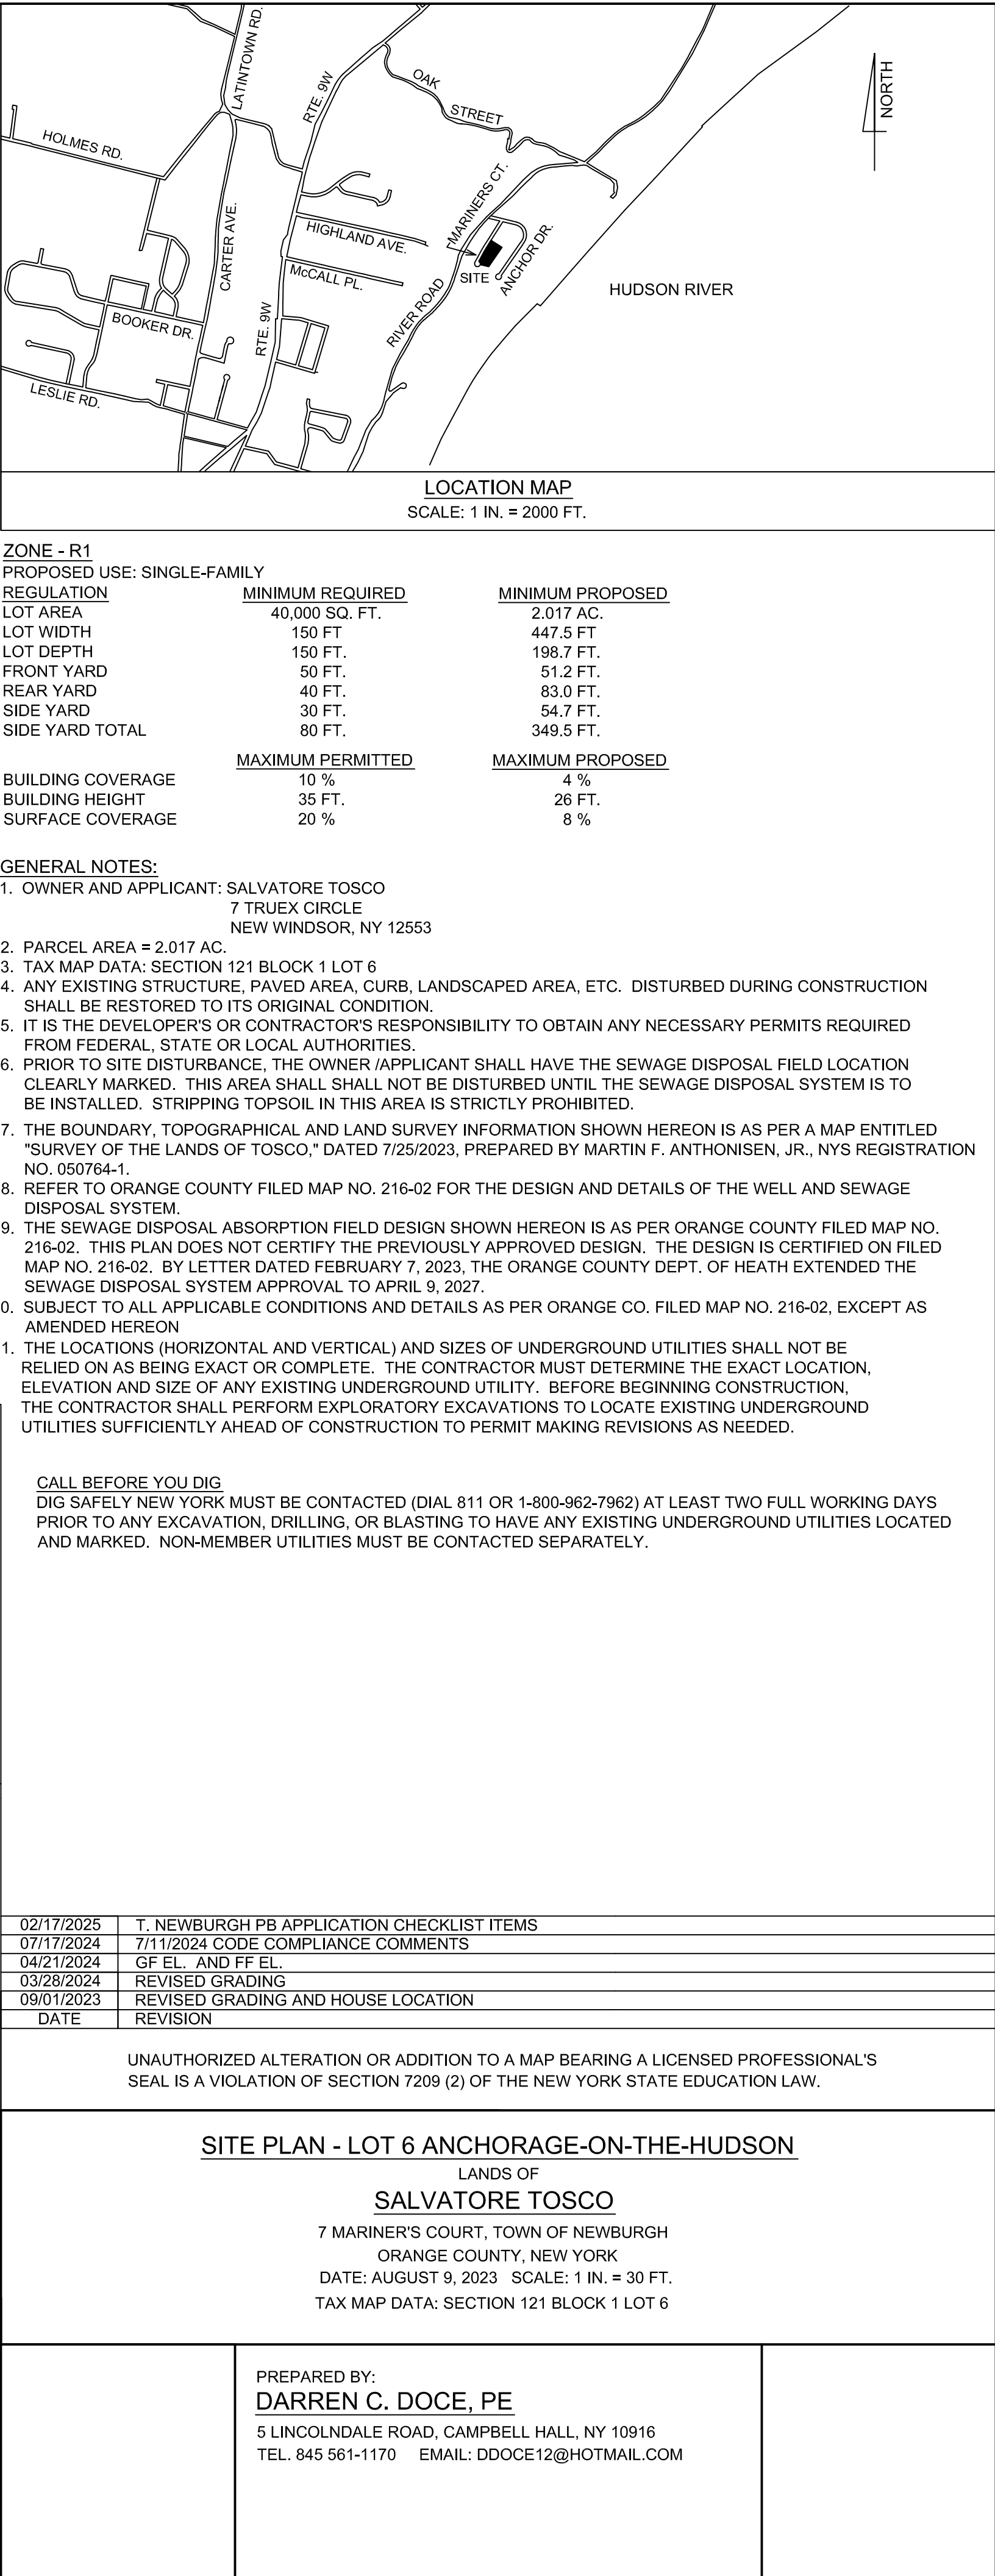 LATINTOWN RD.
RTE. 9W
OAK
STREET
NORTH
HOLMES RD.
MARINERS CT.
CARTER AVE.
HIGHLAND AVE.
ANCHOR DR.
SITE
McCALL PL.
HUDSON RIVER
RIVER ROAD
BOOKER DR.
RTE. 9W
LESLIE RD.
LOCATION MAP
SCALE: 1 IN. = 2000 FT.
ZONE - R1
PROPOSED USE: SINGLE-FAMILY
REGULATION MINIMUM REQUIRED MINIMUM PROPOSED
LOT AREA 40,000 SQ. FT. 2.017 AC.
LOT WIDTH 150 FT 447.5 FT
LOT DEPTH 150 FT. 198.7 FT.
FRONT YARD 50 FT. 51.2 FT.
REAR YARD 40 FT. 83.0 FT.
SIDE YARD 30 FT. 54.7 FT.
SIDE YARD TOTAL 80 FT. 349.5 FT.
MAXIMUM PERMITTED MAXIMUM PROPOSED
BUILDING COVERAGE 10 % 4 %
BUILDING HEIGHT 35 FT. 26 FT.
SURFACE COVERAGE 20 % 8 %
GENERAL NOTES:
1. OWNER AND APPLICANT: SALVATORE TOSCO
7 TRUEX CIRCLE
NEW WINDSOR, NY 12553
2. PARCEL AREA = 2.017 AC.
3. TAX MAP DATA: SECTION 121 BLOCK 1 LOT 6
4. ANY EXISTING STRUCTURE, PAVED AREA, CURB, LANDSCAPED AREA, ETC. DISTURBED DURING CONSTRUCTION
SHALL BE RESTORED TO ITS ORIGINAL CONDITION.
5. IT IS THE DEVELOPER'S OR CONTRACTOR'S RESPONSIBILITY TO OBTAIN ANY NECESSARY PERMITS REQUIRED
FROM FEDERAL, STATE OR LOCAL AUTHORITIES.
6. PRIOR TO SITE DISTURBANCE, THE OWNER /APPLICANT SHALL HAVE THE SEWAGE DISPOSAL FIELD LOCATION
CLEARLY MARKED. THIS AREA SHALL SHALL NOT BE DISTURBED UNTIL THE SEWAGE DISPOSAL SYSTEM IS TO
BE INSTALLED. STRIPPING TOPSOIL IN THIS AREA IS STRICTLY PROHIBITED.
7. THE BOUNDARY, TOPOGRAPHICAL AND LAND SURVEY INFORMATION SHOWN HEREON IS AS PER A MAP ENTITLED
"SURVEY OF THE LANDS OF TOSCO," DATED 7/25/2023, PREPARED BY MARTIN F. ANTHONISEN, JR., NYS REGISTRATION
NO. 050764-1.
8. REFER TO ORANGE COUNTY FILED MAP NO. 216-02 FOR THE DESIGN AND DETAILS OF THE WELL AND SEWAGE
DISPOSAL SYSTEM.
9. THE SEWAGE DISPOSAL ABSORPTION FIELD DESIGN SHOWN HEREON IS AS PER ORANGE COUNTY FILED MAP NO.
216-02. THIS PLAN DOES NOT CERTIFY THE PREVIOUSLY APPROVED DESIGN. THE DESIGN IS CERTIFIED ON FILED
MAP NO. 216-02. BY LETTER DATED FEBRUARY 7, 2023, THE ORANGE COUNTY DEPT. OF HEATH EXTENDED THE
SEWAGE DISPOSAL SYSTEM APPROVAL TO APRIL 9, 2027.
0. SUBJECT TO ALL APPLICABLE CONDITIONS AND DETAILS AS PER ORANGE CO. FILED MAP NO. 216-02, EXCEPT AS
AMENDED HEREON
1. THE LOCATIONS (HORIZONTAL AND VERTICAL) AND SIZES OF UNDERGROUND UTILITIES SHALL NOT BE
RELIED ON AS BEING EXACT OR COMPLETE. THE CONTRACTOR MUST DETERMINE THE EXACT LOCATION,
ELEVATION AND SIZE OF ANY EXISTING UNDERGROUND UTILITY. BEFORE BEGINNING CONSTRUCTION,
THE CONTRACTOR SHALL PERFORM EXPLORATORY EXCAVATIONS TO LOCATE EXISTING UNDERGROUND
UTILITIES SUFFICIENTLY AHEAD OF CONSTRUCTION TO PERMIT MAKING REVISIONS AS NEEDED.
CALL BEFORE YOU DIG
DIG SAFELY NEW YORK MUST BE CONTACTED (DIAL 811 OR 1-800-962-7962) AT LEAST TWO FULL WORKING DAYS
PRIOR TO ANY EXCAVATION, DRILLING, OR BLASTING TO HAVE ANY EXISTING UNDERGROUND UTILITIES LOCATED
AND MARKED. NON-MEMBER UTILITIES MUST BE CONTACTED SEPARATELY.
02/17/2025 T. NEWBURGH PB APPLICATION CHECKLIST ITEMS
07/17/2024 7/11/2024 CODE COMPLIANCE COMMENTS
04/21/2024 GF EL. AND FF EL.
03/28/2024 REVISED GRADING
09/01/2023 REVISED GRADING AND HOUSE LOCATION
DATE REVISION
UNAUTHORIZED ALTERATION OR ADDITION TO A MAP BEARING A LICENSED PROFESSIONAL'S
SEAL IS A VIOLATION OF SECTION 7209 (2) OF THE NEW YORK STATE EDUCATION LAW.
SITE PLAN - LOT 6 ANCHORAGE-ON-THE-HUDSON
LANDS OF
SALVATORE TOSCO
7 MARINER'S COURT, TOWN OF NEWBURGH
ORANGE COUNTY, NEW YORK
DATE: AUGUST 9, 2023 SCALE: 1 IN. = 30 FT.
TAX MAP DATA: SECTION 121 BLOCK 1 LOT 6
PREPARED BY:
DARREN C. DOCE, PE
5 LINCOLNDALE ROAD, CAMPBELL HALL, NY 10916
TEL. 845 561-1170 EMAIL: DDOCE12@HOTMAIL.COM